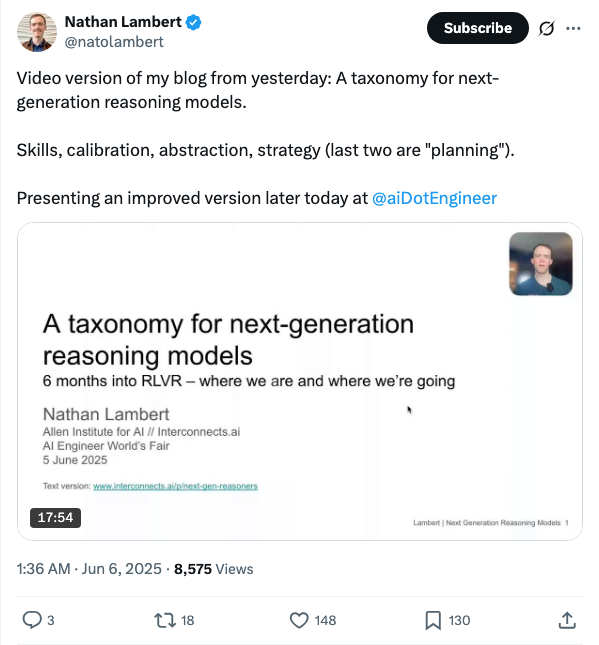 Nathan Lambert
@natolambert
Subscribe
Video version of my blog from yesterday: A taxonomy for next-
generation reasoning models.
Skills, calibration, abstraction, strategy (last two are "planning").
Presenting an improved version later today at @aiDotEngineer
A taxonomy for next-generation
reasoning models
6 months into RLVR – where we are and where we're going
Nathan Lambert
Allen Institute for AI // Interconnects.ai
AI Engineer World's Fair
5 June 2025
Text version: www.interconnects.ai/p/next-gen-reasoners
17:54
Lambert | Next Generation Reasoning Models 1
1:36 AM · Jun 6, 2025 · 8,575 Views
3 18 148 130